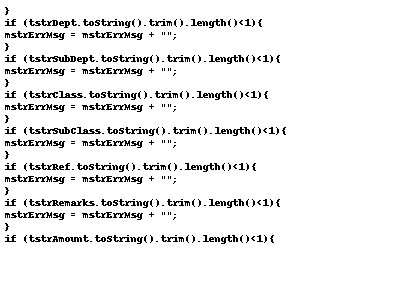 }
if (tstrDept.toString().trim().length()<1){
mstrErrMsg = mstrErrMsg + "";
}
if (tstrSubDept.toString().trim().length()<1){
mstrErrMsg = mstrErrMsg + "";
}
if (tstrClass.toString().trim().length()<1){
mstrErrMsg = mstrErrMsg + "";
}
if (tstrSubClass.toString().trim().length()<1){
mstrErrMsg = mstrErrMsg + "";
}
if (tstrRef.toString().trim().length()<1){
mstrErrMsg = mstrErrMsg + "";
}
if (tstrRemarks.toString().trim().length()<1){
mstrErrMsg = mstrErrMsg + "";
}
if (tstrAmount.toString().trim().length()<1){